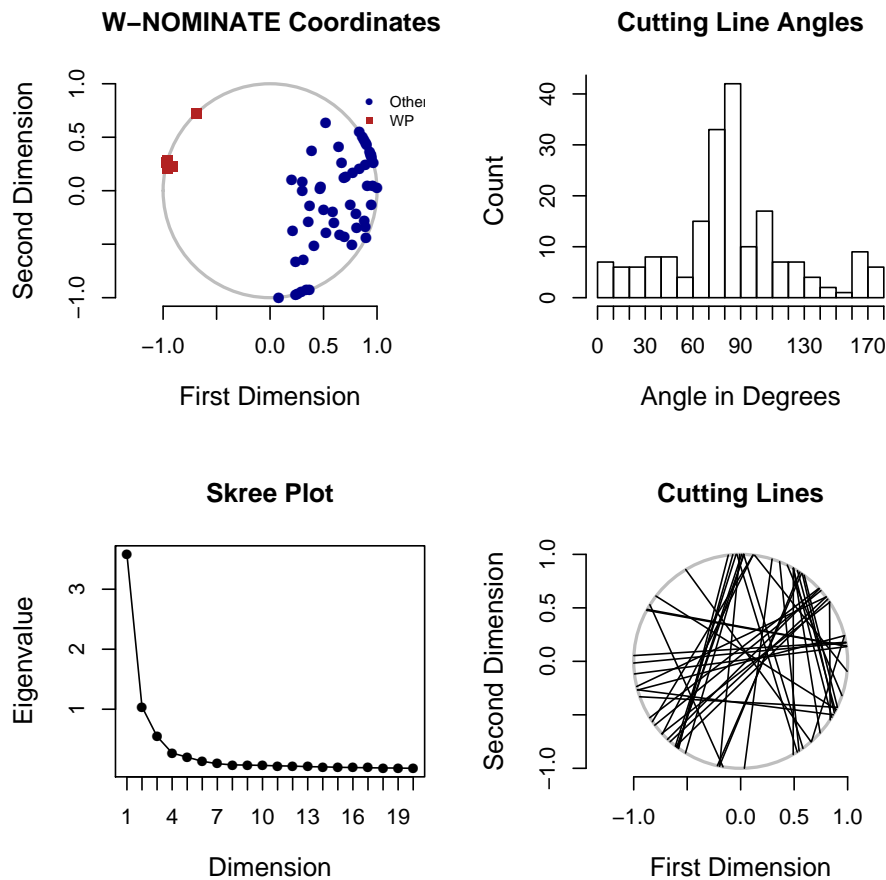 W−NOMINATE Coordinates
Second Dimension
1.0
0.5
0.0
−1.0
Other
WP
−1.0
0.0
0.5
1.0
First Dimension
Cutting Line Angles
Count
40
30
20
10
0
0
30
60
90
130
170
Angle in Degrees
Skree Plot
Eigenvalue
3
2
1
1
4
7
10
13
16
19
Dimension
Cutting Lines
Second Dimension
1.0
0.5
0.0
−1.0
−1.0
0.0
0.5
1.0
First Dimension